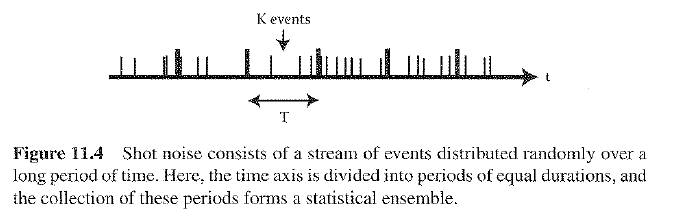 K events
t
T
Figure 11.4 Shot noise consists of a stream of events distributed randomly over a
long period of time. Here, the time axis is divided into periods of equal durations, and
the collection of these periods forms a statistical ensemble.